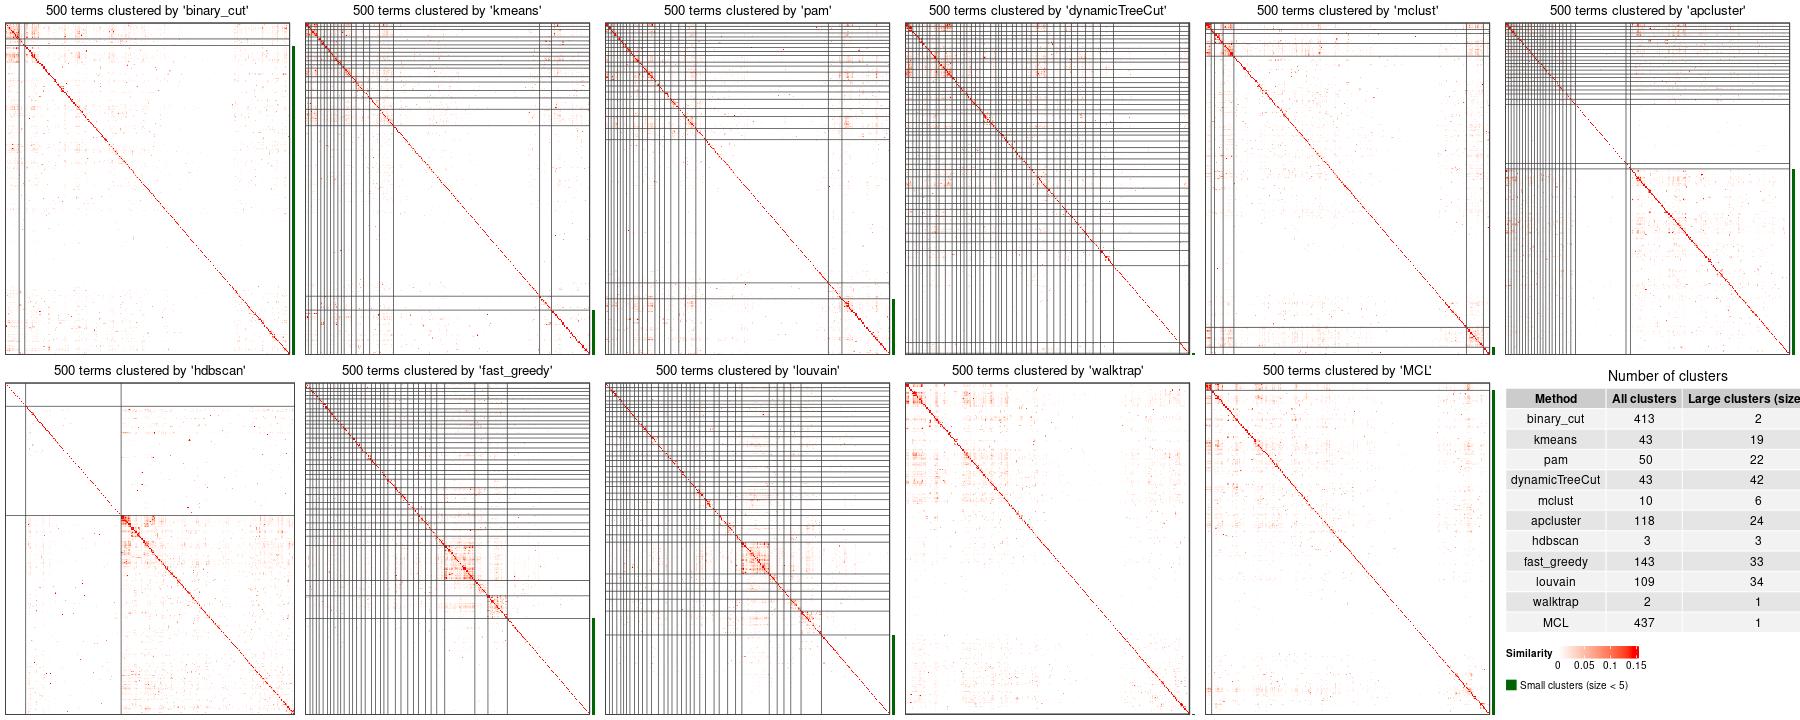 500 terms clustered by 'binary_cut'
500 terms clustered by 'kmeans'
500 terms clustered by 'pam'
500 terms clustered by 'dynamicTreeCut'
500 terms clustered by 'mclust'
500 terms clustered by 'apcluster'
500 terms clustered by 'hdbscan'
500 terms clustered by 'fast_greedy'
500 terms clustered by 'louvain'
500 terms clustered by 'walktrap'
500 terms clustered by 'MCL'
Number of clusters
Method All clusters Large clusters (size
binary_cut 413 2
kmeans 43 19
pam 50 22
dynamicTreeCut 43 42
mclust 10 6
apcluster 118 24
hdbscan 3 3
fast_greedy 143 33
louvain 109 34
walktrap 2 1
MCL 437 1
Similarity
0 0.05 0.1 0.15
Small clusters (size < 5)